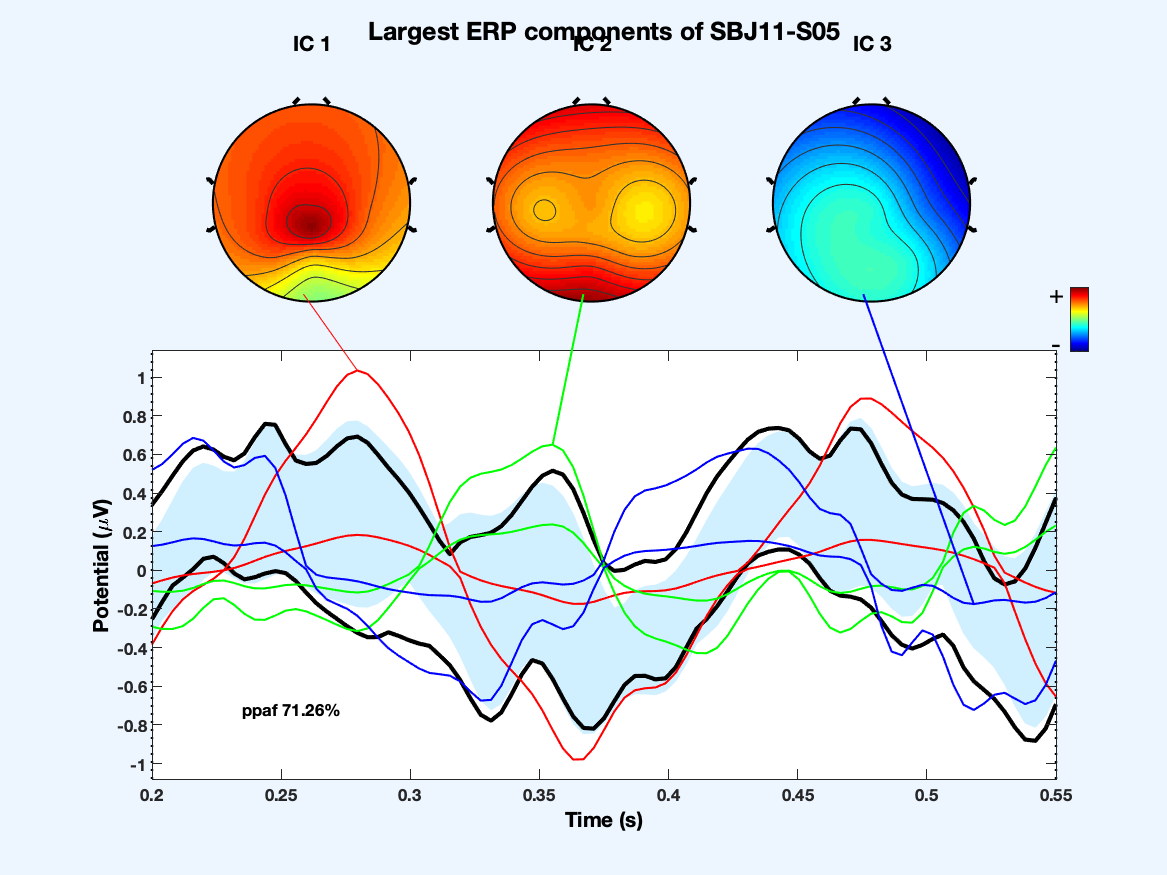 Largest ERP components of SBJ11-S05
IC 1
IC 2
IC 3
+
-
1
0.8
0.6
0.4
0.2
0
-0.2
-0.4
-0.6
-0.8
-1
Potential (μV)
ppaf 71.26%
0.2 0.25 0.3 0.35 0.4 0.45 0.5 0.55
Time (s)